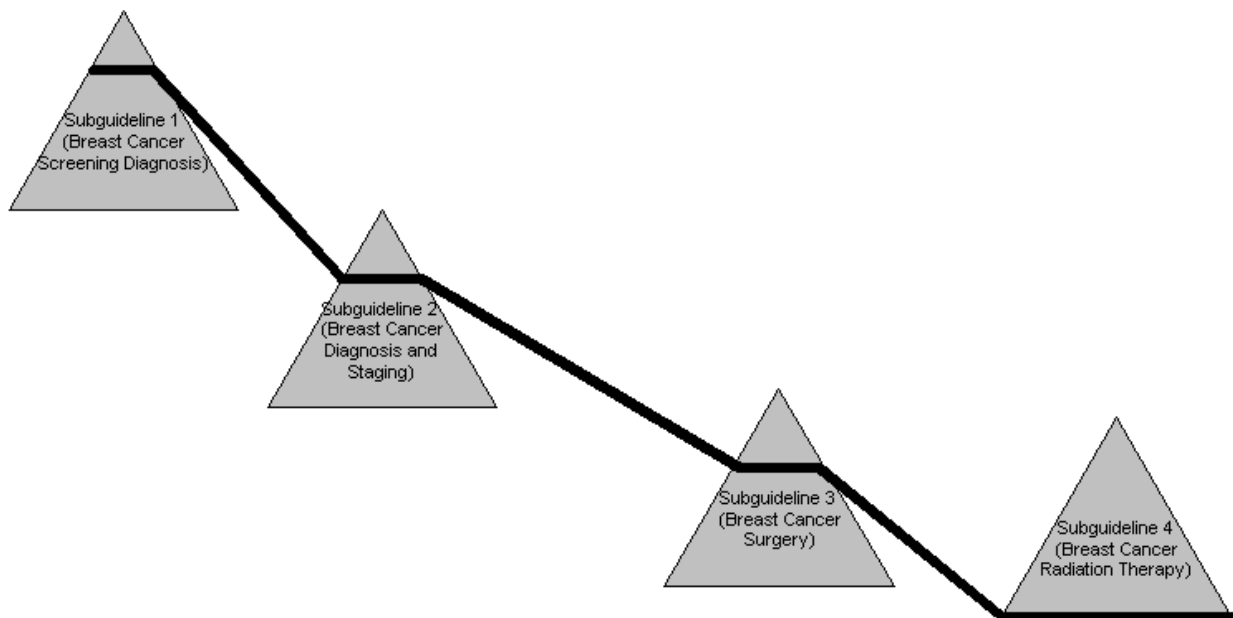 Subguideline 1
(Breast Cancer
Screening Diagnosis)
Subguideline 2
(Breast Cancer
Diagnosis and
Staging)
Subguideline 3
(Breast Cancer
Surgery)
Subguideline 4
(Breast Cancer
Radiation Therapy)